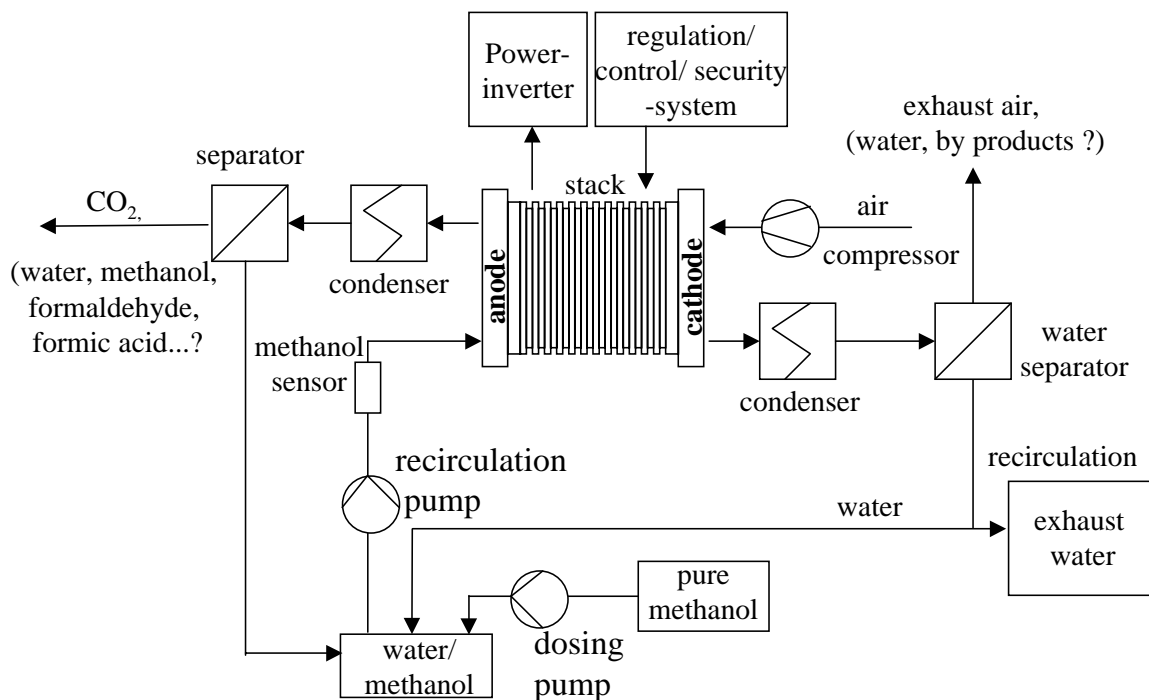 Power-
inverter
regulation/
control/ security
-system
exhaust air,
(water, by products ?)
separator
stack
CO2,
air
compressor
anode
cathode
(water, methanol,
formaldehyde,
formic acid...?
condenser
methanol
sensor
water
separator
condenser
recirculation
pump
recirculation
water
exhaust
water
pure
methanol
dosing
pump
water/
methanol